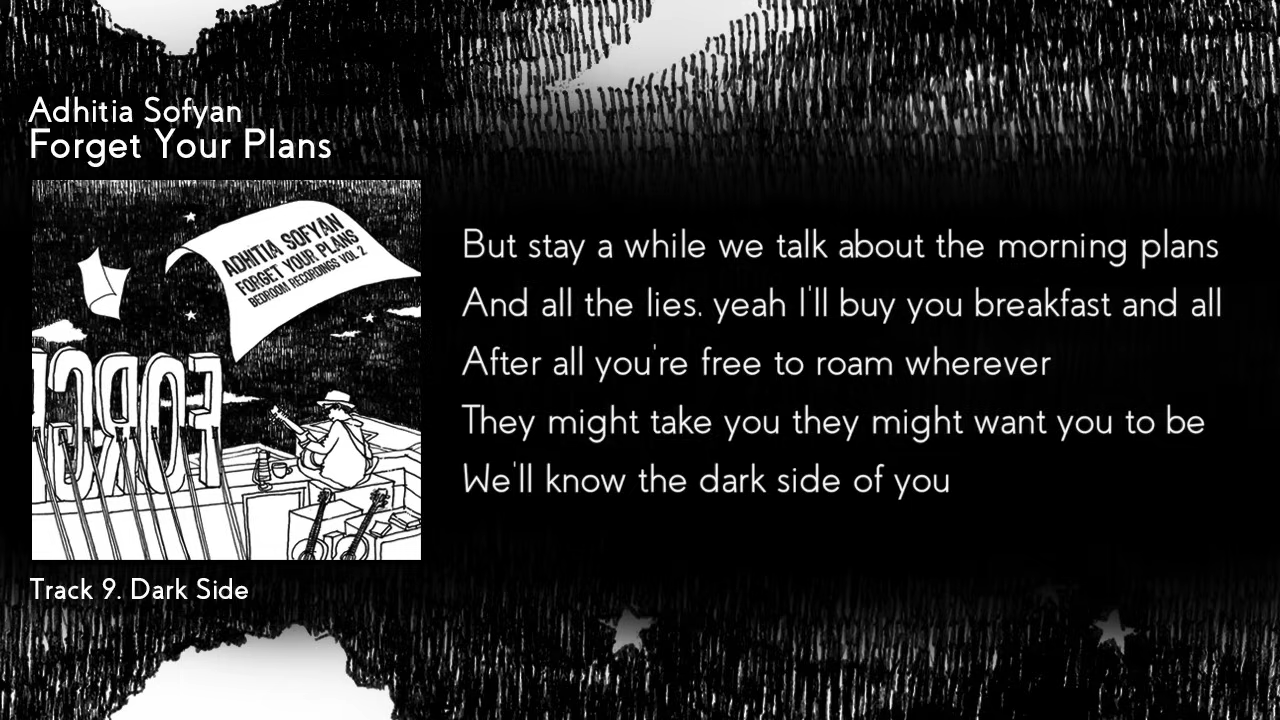 Adhitia Sofyan
Forget Your Plans
ADHITIA SOFYAN
FORGET YOUR PLANS
BEDROOM RECORDINGS VOL. 2
FORG
Track 9. Dark Side
But stay a while we talk about the morning plans
And all the lies. yeah I'll buy you breakfast and all
After all you're free to roam wherever
They might take you they might want you to be
We'll know the dark side of you